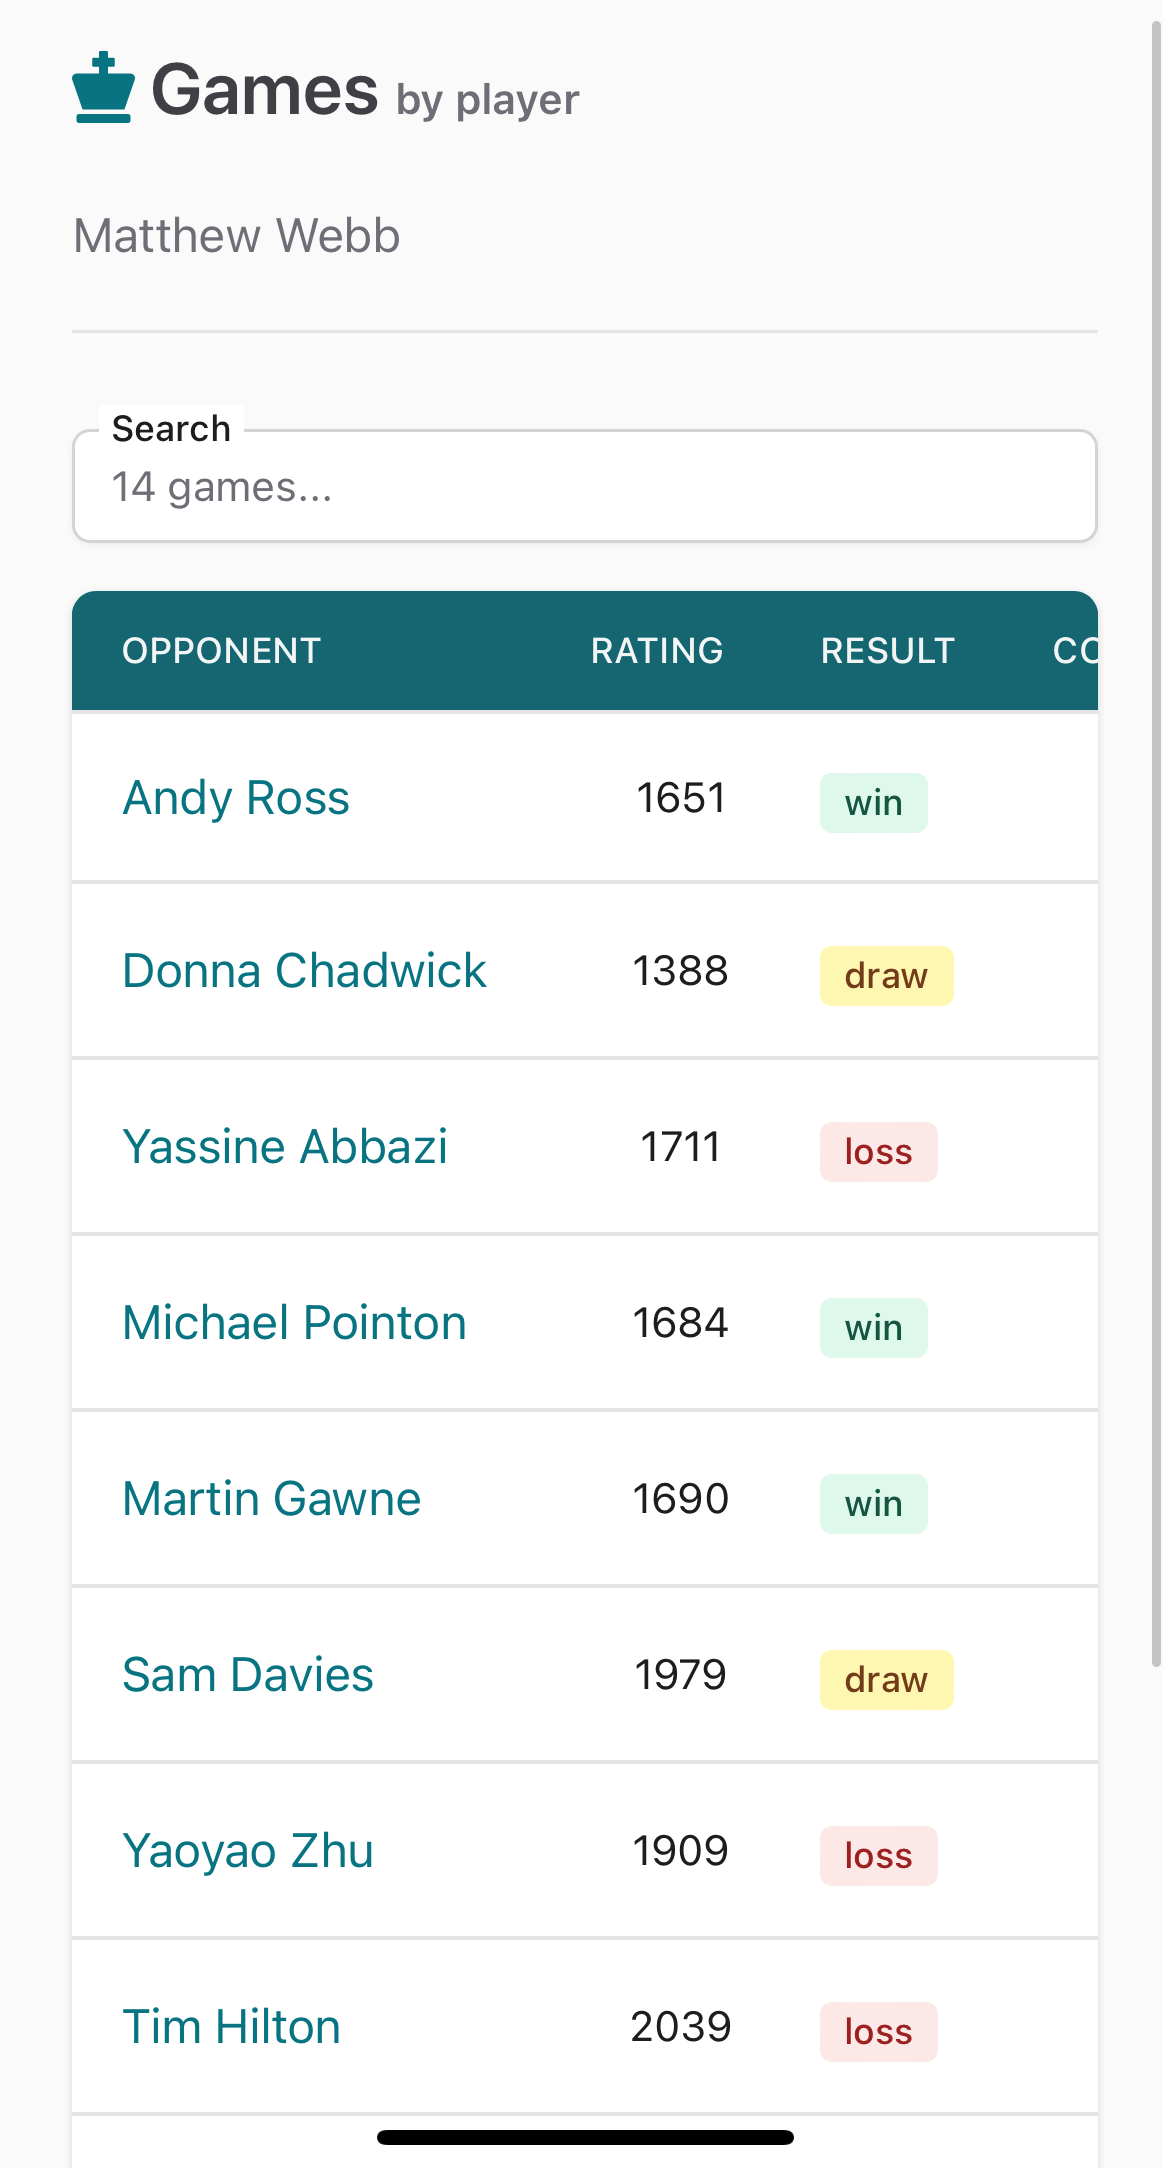 Games by player
Matthew Webb
Search
14 games...
OPPONENT RATING RESULT CO
Andy Ross 1651 win
Donna Chadwick 1388 draw
Yassine Abbazi 1711 loss
Michael Pointon 1684 win
Martin Gawne 1690 win
Sam Davies 1979 draw
Yaoyao Zhu 1909 loss
Tim Hilton 2039 loss